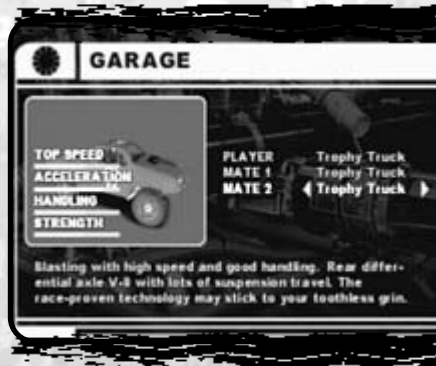 GARAGE
TOP SPEED
ACCELERATION
HANDLING
STRENGTH
PLAYER Trophy Truck
MATE 1 Trophy Truck
MATE 2 Trophy Truck
Blasting with high speed and good handling. Rear differ-
ential axle V-8 with lots of suspension travel. The
race-proven technology may stick to your toothless grin.